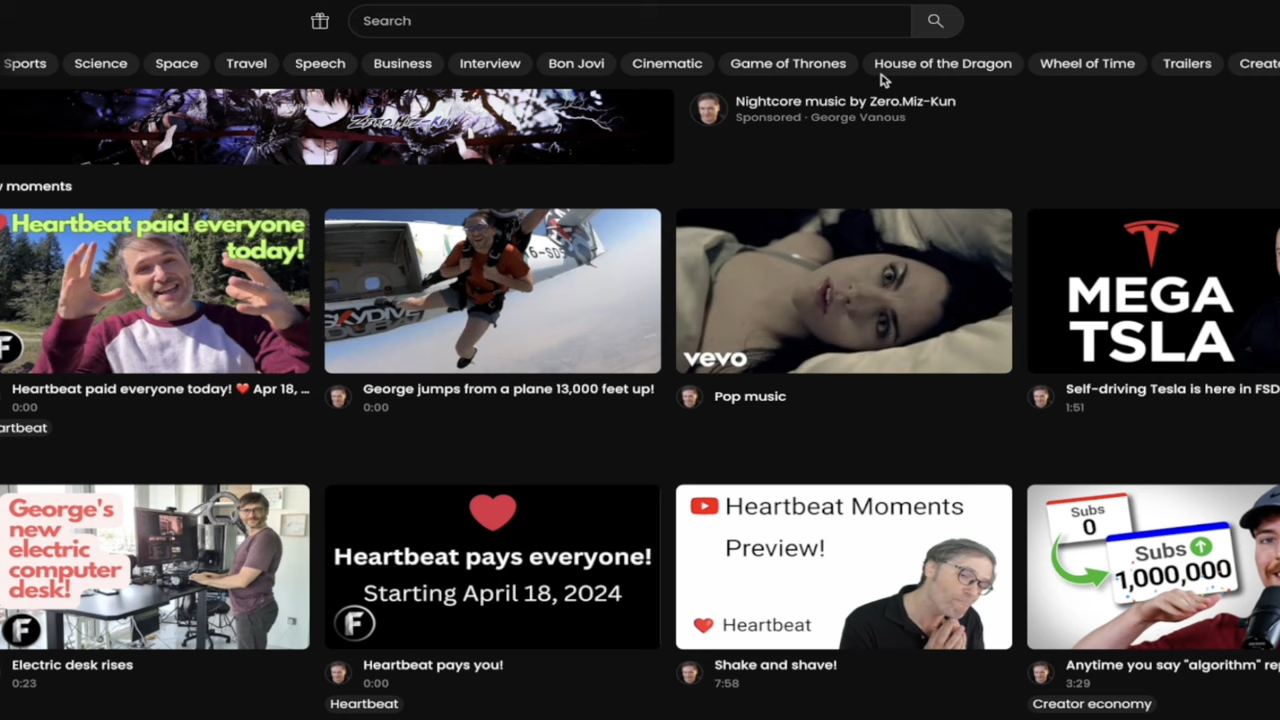 Search
Sports Science Space Travel Speech Business Interview Bon Jovi Cinematic Game of Thrones House of the Dragon Wheel of Time Trailers Create
ZERO.MIZ-KUN
Nightcore music by Zero.Miz-Kun
Sponsored · George Vanous
w moments
Heartbeat paid everyone
today!
F
Heartbeat paid everyone today! ❤️ Apr 18, ...
0:00
artbeat
SKYDIVE
George jumps from a plane 13,000 feet up!
0:00
vevo
Pop music
MEGA
TSLA
Self-driving Tesla is here in FSD
1:51
George's
new
electric
computer
desk!
F
Electric desk rises
0:23
Heartbeat pays everyone!
Starting April 18, 2024
F
Heartbeat pays you!
0:00
Heartbeat
Heartbeat Moments
Preview!
Heartbeat
Shake and shave!
7:58
Subs
0
Subs
1,000,000
Anytime you say "algorithm" rep
3:29
Creator economy